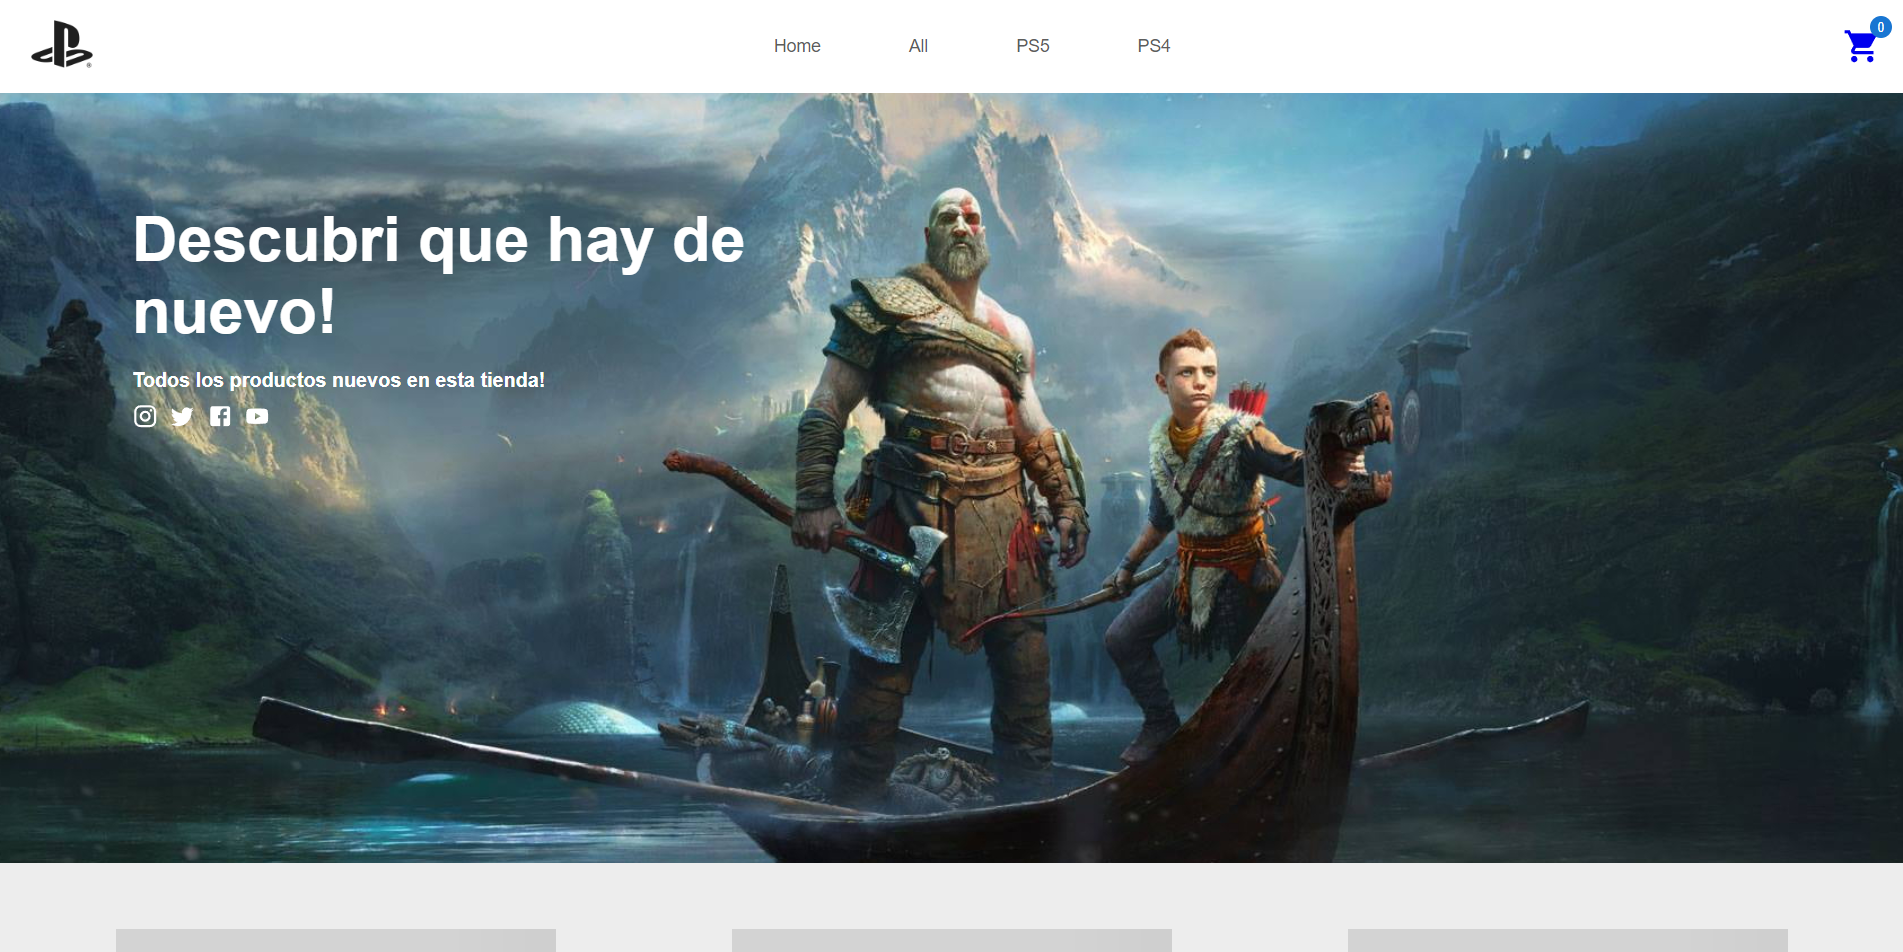 Home All PS5 PS4
0
Descubri que hay de
nuevo!
Todos los productos nuevos en esta tienda!